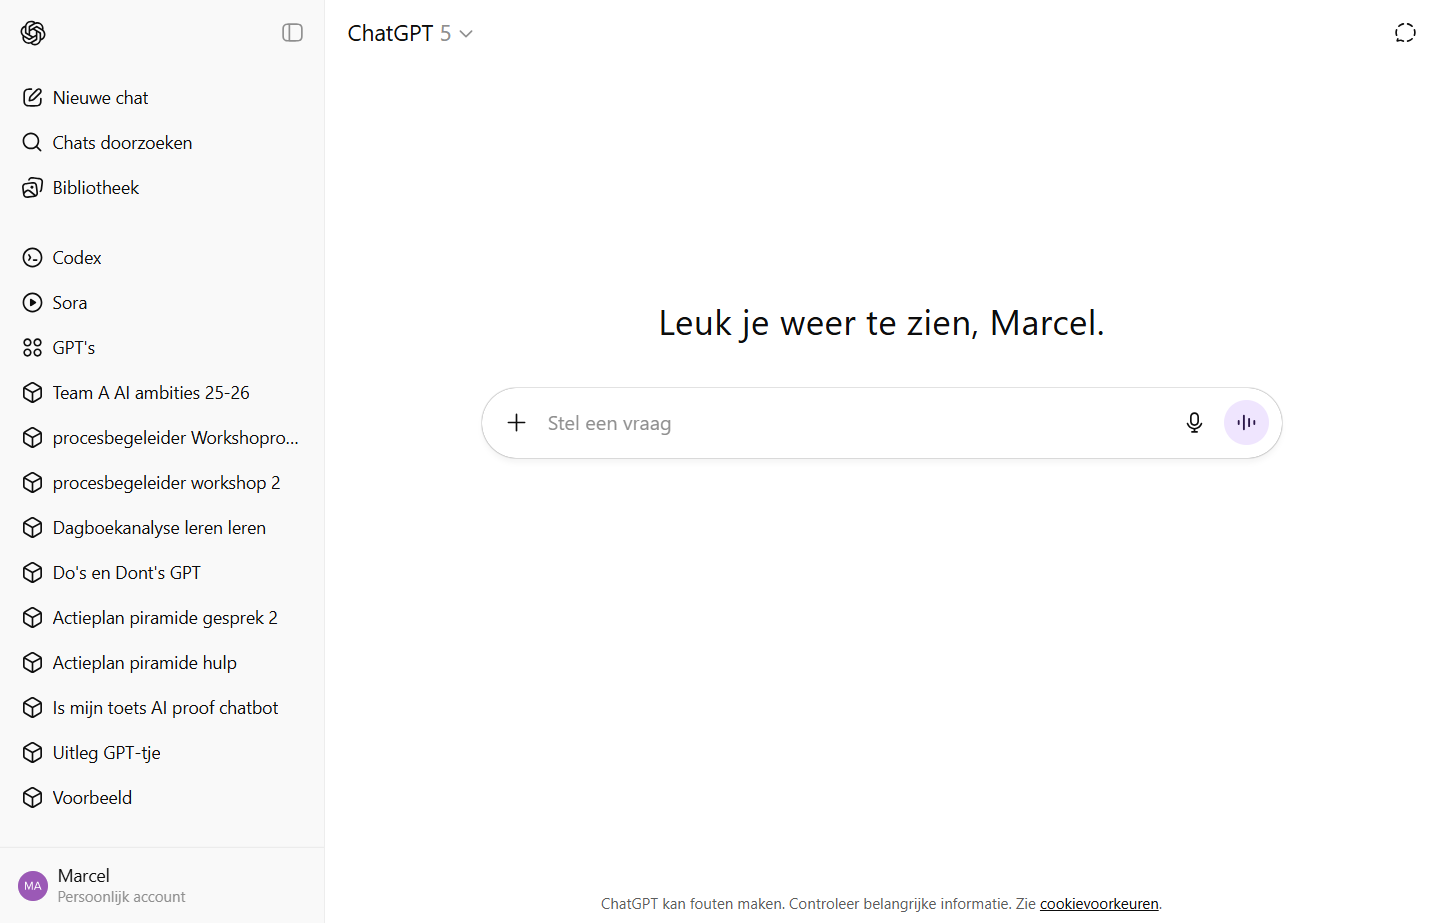 Nieuwe chat
Chats doorzoeken
Bibliotheek
Codex
Sora
GPT's
Team A AI ambities 25-26
procesbegeleider Workshopro...
procesbegeleider workshop 2
Dagboekanalyse leren leren
Do's en Dont's GPT
Actieplan piramide gesprek 2
Actieplan piramide hulp
Is mijn toets AI proof chatbot
Uitleg GPT-tje
Voorbeeld
MA
Marcel
Persoonlijk account
ChatGPT 5
Leuk je weer te zien, Marcel.
Stel een vraag
ChatGPT kan fouten maken. Controleer belangrijke informatie. Zie cookievoorkeuren.